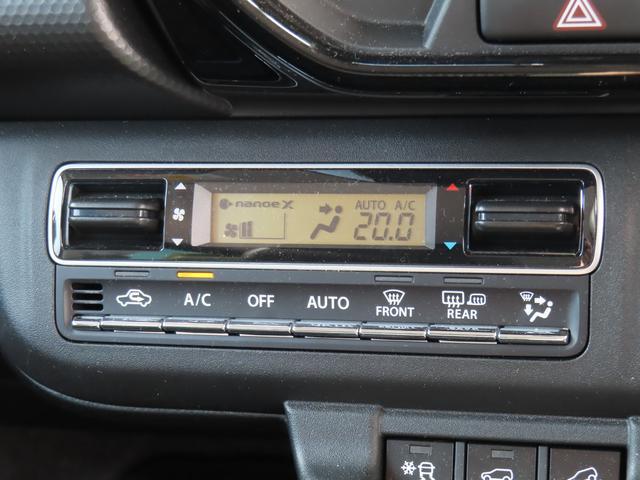 nanoe X
AUTO A/C
20.0
A/C OFF AUTO FRONT REAR